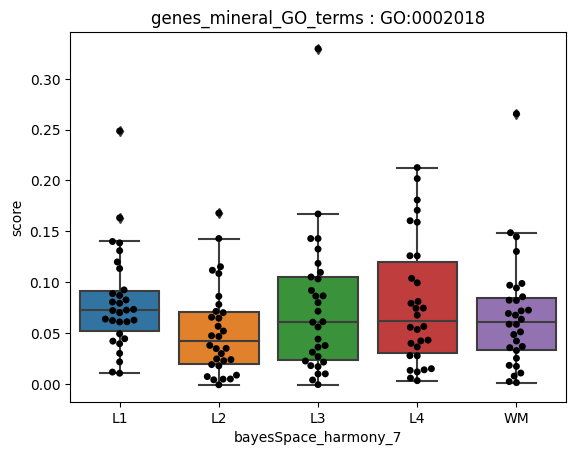 genes_mineral_GO_terms : GO:0002018
score
0.30
0.25
0.20
0.15
0.10
0.05
0.00
L1 L2 L3 L4 WM
bayesSpace_harmony_7